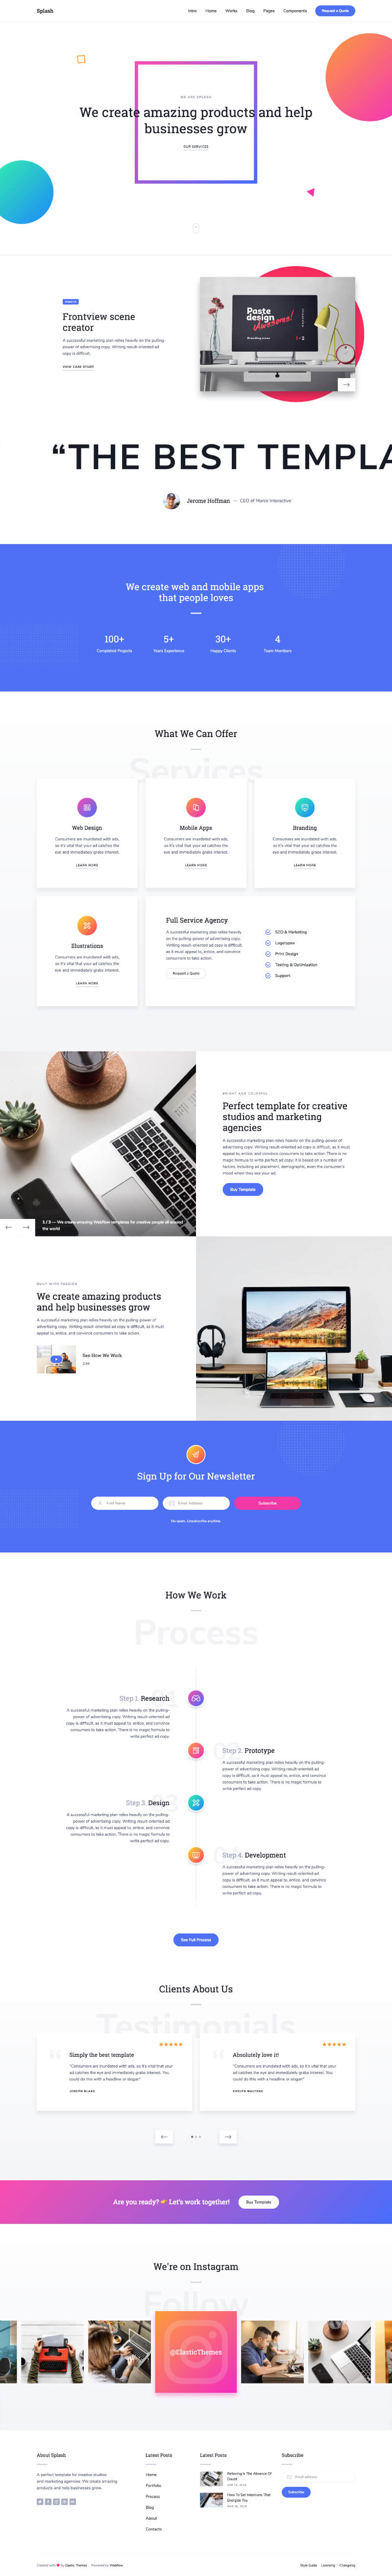 Splash
Intro Home Works Blog Pages Components Request a Quote
WE ARE SPLASH
We create amazing products and help
businesses grow
OUR SERVICES
Frontview scene
creator
A successful marketing plan relies heavily on the pulling-
power of advertising copy. Writing result-oriented ad
copy is difficult.
VIEW CASE STUDY
Paste
design
Awesome!
“THE BEST TEMPLA
Jerome Hoffman — CEO of Marco Interactive
We create web and mobile apps
that people loves
100+ 5+ 30+ 4
Completed Projects Years Experience Happy Clients Team Members
What We Can Offer
Services
Web Design
Consumers are inundated with ads,
so it's vital that your ad catches the
eye and immediately grabs interest.
LEARN MORE
Mobile Apps
Consumers are inundated with ads,
so it's vital that your ad catches the
eye and immediately grabs interest.
LEARN MORE
Branding
Consumers are inundated with ads,
so it's vital that your ad catches the
eye and immediately grabs interest.
LEARN MORE
Illustrations
Consumers are inundated with ads,
so it's vital that your ad catches the
eye and immediately grabs interest.
LEARN MORE
Full Service Agency
A successful marketing plan relies heavily
on the pulling-power of advertising copy.
Writing result-oriented ad copy is difficult,
as it must appeal to, entice, and
convince consumers to take action.
Request a Quote
SEO & Marketing
Logotypes
Print Design
Testing & Optimization
Support
1 / 3 — We create amazing Webflow templates for creative people all around
the world
BRIGHT AND COLORFUL
Perfect template for creative
studios and marketing
agencies
A successful marketing plan relies heavily on the pulling-power of
advertising copy. Writing result-oriented ad copy is difficult, as it must
appeal to, entice, and convince consumers to take action. There is no
magic formula to write perfect ad copy; it is based on a number of
factors, including ad placement, demographic, even the consumer's
mood when they see your ad.
Buy Template
BUILT WITH PASSION
We create amazing products
and help businesses grow
A successful marketing plan relies heavily on the pulling-power of
advertising copy. Writing result-oriented ad copy is difficult, as it must
appeal to, entice, and convince consumers to take action.
See How We Work
Sign Up for Our Newsletter
First Name
Email Address
Subscribe
No spam. Unsubscribe anytime.
How We Work
Process
Step 1. Research
A successful marketing plan relies heavily on the pulling-
power of advertising copy. Writing result-oriented ad
copy is difficult, as it must appeal to, entice, and convince
consumers to take action. There is no magic formula to
write perfect ad copy.
Step 2. Prototype
A successful marketing plan relies heavily on the pulling-
power of advertising copy. Writing result-oriented ad
copy is difficult, as it must appeal to, entice, and convince
consumers to take action. There is no magic formula to
write perfect ad copy.
Step 3. Design
A successful marketing plan relies heavily on the pulling-
power of advertising copy. Writing result-oriented ad
copy is difficult, as it must appeal to, entice, and convince
consumers to take action. There is no magic formula to
write perfect ad copy.
Step 4. Development
A successful marketing plan relies heavily on the pulling-
power of advertising copy. Writing result-oriented ad
copy is difficult, as it must appeal to, entice, and convince
consumers to take action. There is no magic formula to
write perfect ad copy.
See Full Process
Clients About Us
Testimonials
Simply the best template
"Consumers are inundated with ads, so it's vital that your
ad catches the eye and immediately grabs interest. You
could do this with a headline or slogan"
Absolutely love it!
"Consumers are inundated with ads, so it's vital that your
ad catches the eye and immediately grabs interest. You
could do this with a headline or slogan"
Are you ready? 👉 Let's work together!
Buy Template
We're on Instagram
Follow
@ElasticThemes
About Splash
A perfect template for creative studios
and marketing agencies. We create amazing
products and help businesses grow.
Latest Posts
Home
Portfolio
Process
Blog
About
Contacts
Latest Posts
Relieving Is The Absence Of
Doubt
How To Set Intentions That
Energize You
Subscribe
Email address
Subscribe
Created with ❤ by Elastic Themes Powered by Webflow
Style Guide Licensing Changelog